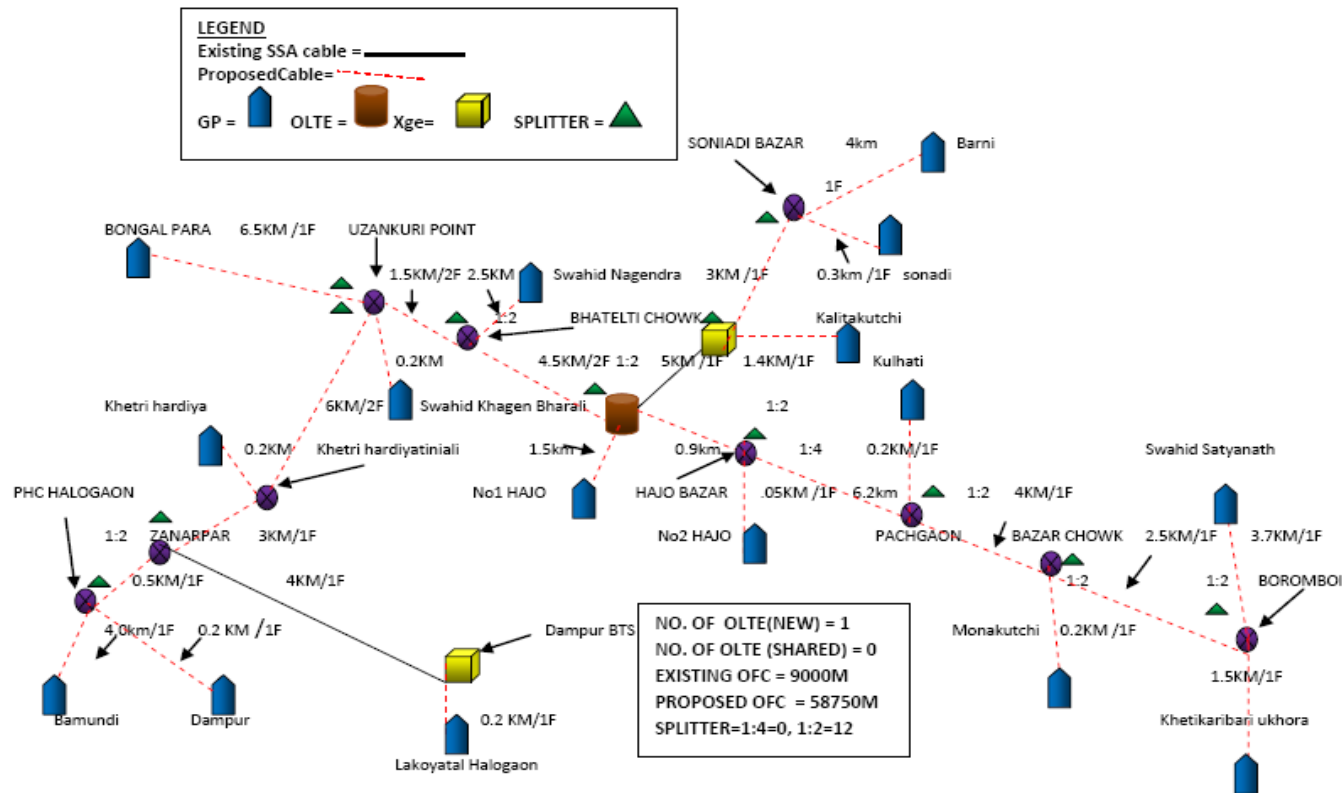 LEGEND
Existing SSA cable =
ProposedCable=
GP = OLTE = Xge= SPLITTER =
SONIADI BAZAR 4km Barni
1F
BONGAL PARA 6.5KM /1F UZANKURI POINT
1.5KM/2F 2.5KM Swahid Nagendra 3KM /1F 0.3km /1F sonadi
1:2 BHATELTI CHOWK Kalitakutchi
0.2KM 4.5KM/2F 1:2 5KM /1F 1.4KM/1F Kulhati
Khetri hardiya 6KM/2F Swahid Khagen Bharali 1:2
0.2KM Khetri hardiyatiniali 1.5km 0.9km 1:4 0.2KM/1F Swahid Satyanath
PHC HALOGAON No1 HAJO HAJO BAZAR .05KM /1F 6.2km 1:2 4KM/1F
1:2 ZANARPAR 3KM/1F No2 HAJO PACHGAON BAZAR CHOWK 2.5KM/1F 3.7KM/1F
0.5KM/1F 4KM/1F 1:2 1:2 BOROMBOI
4.0km/1F 0.2 KM /1F Dampur BTS Monakutchi 0.2KM /1F
1.5KM/1F
Bamundi Dampur 0.2 KM/1F Khetikaribari ukhora
Lakoyatal Halogaon
NO. OF OLTE(NEW) = 1
NO. OF OLTE (SHARED) = 0
EXISTING OFC = 9000M
PROPOSED OFC = 58750M
SPLITTER=1:4=0, 1:2=12